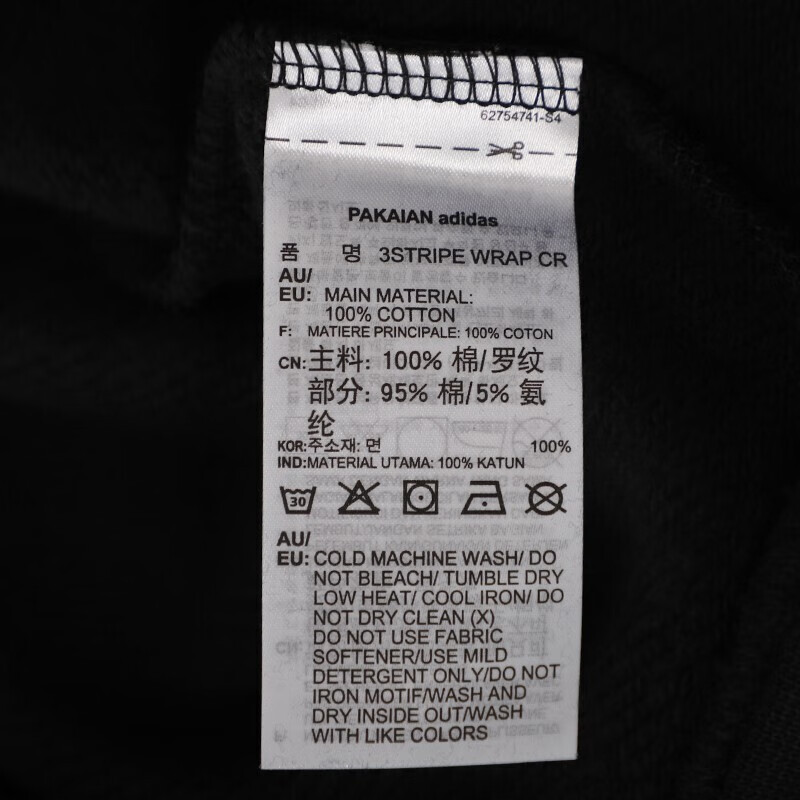 62754741-S4
PAKAIAN adidas
품 명 3STRIPE WRAP CR
AU/
EU: MAIN MATERIAL:
100% COTTON
F: MATIERE PRINCIPALE: 100% COTON
CN:主料: 100% 棉/罗纹
部分: 95% 棉/5% 氨
纶
KOR:주소재: 면 100%
IND:MATERIAL UTAMA: 100% KATUN
30
AU/
EU: COLD MACHINE WASH/ DO
NOT BLEACH/ TUMBLE DRY
LOW HEAT/ COOL IRON/ DO
NOT DRY CLEAN (X)
DO NOT USE FABRIC
SOFTENER/USE MILD
DETERGENT ONLY/DO NOT
IRON MOTIF/WASH AND
DRY INSIDE OUT/WASH
WITH LIKE COLORS